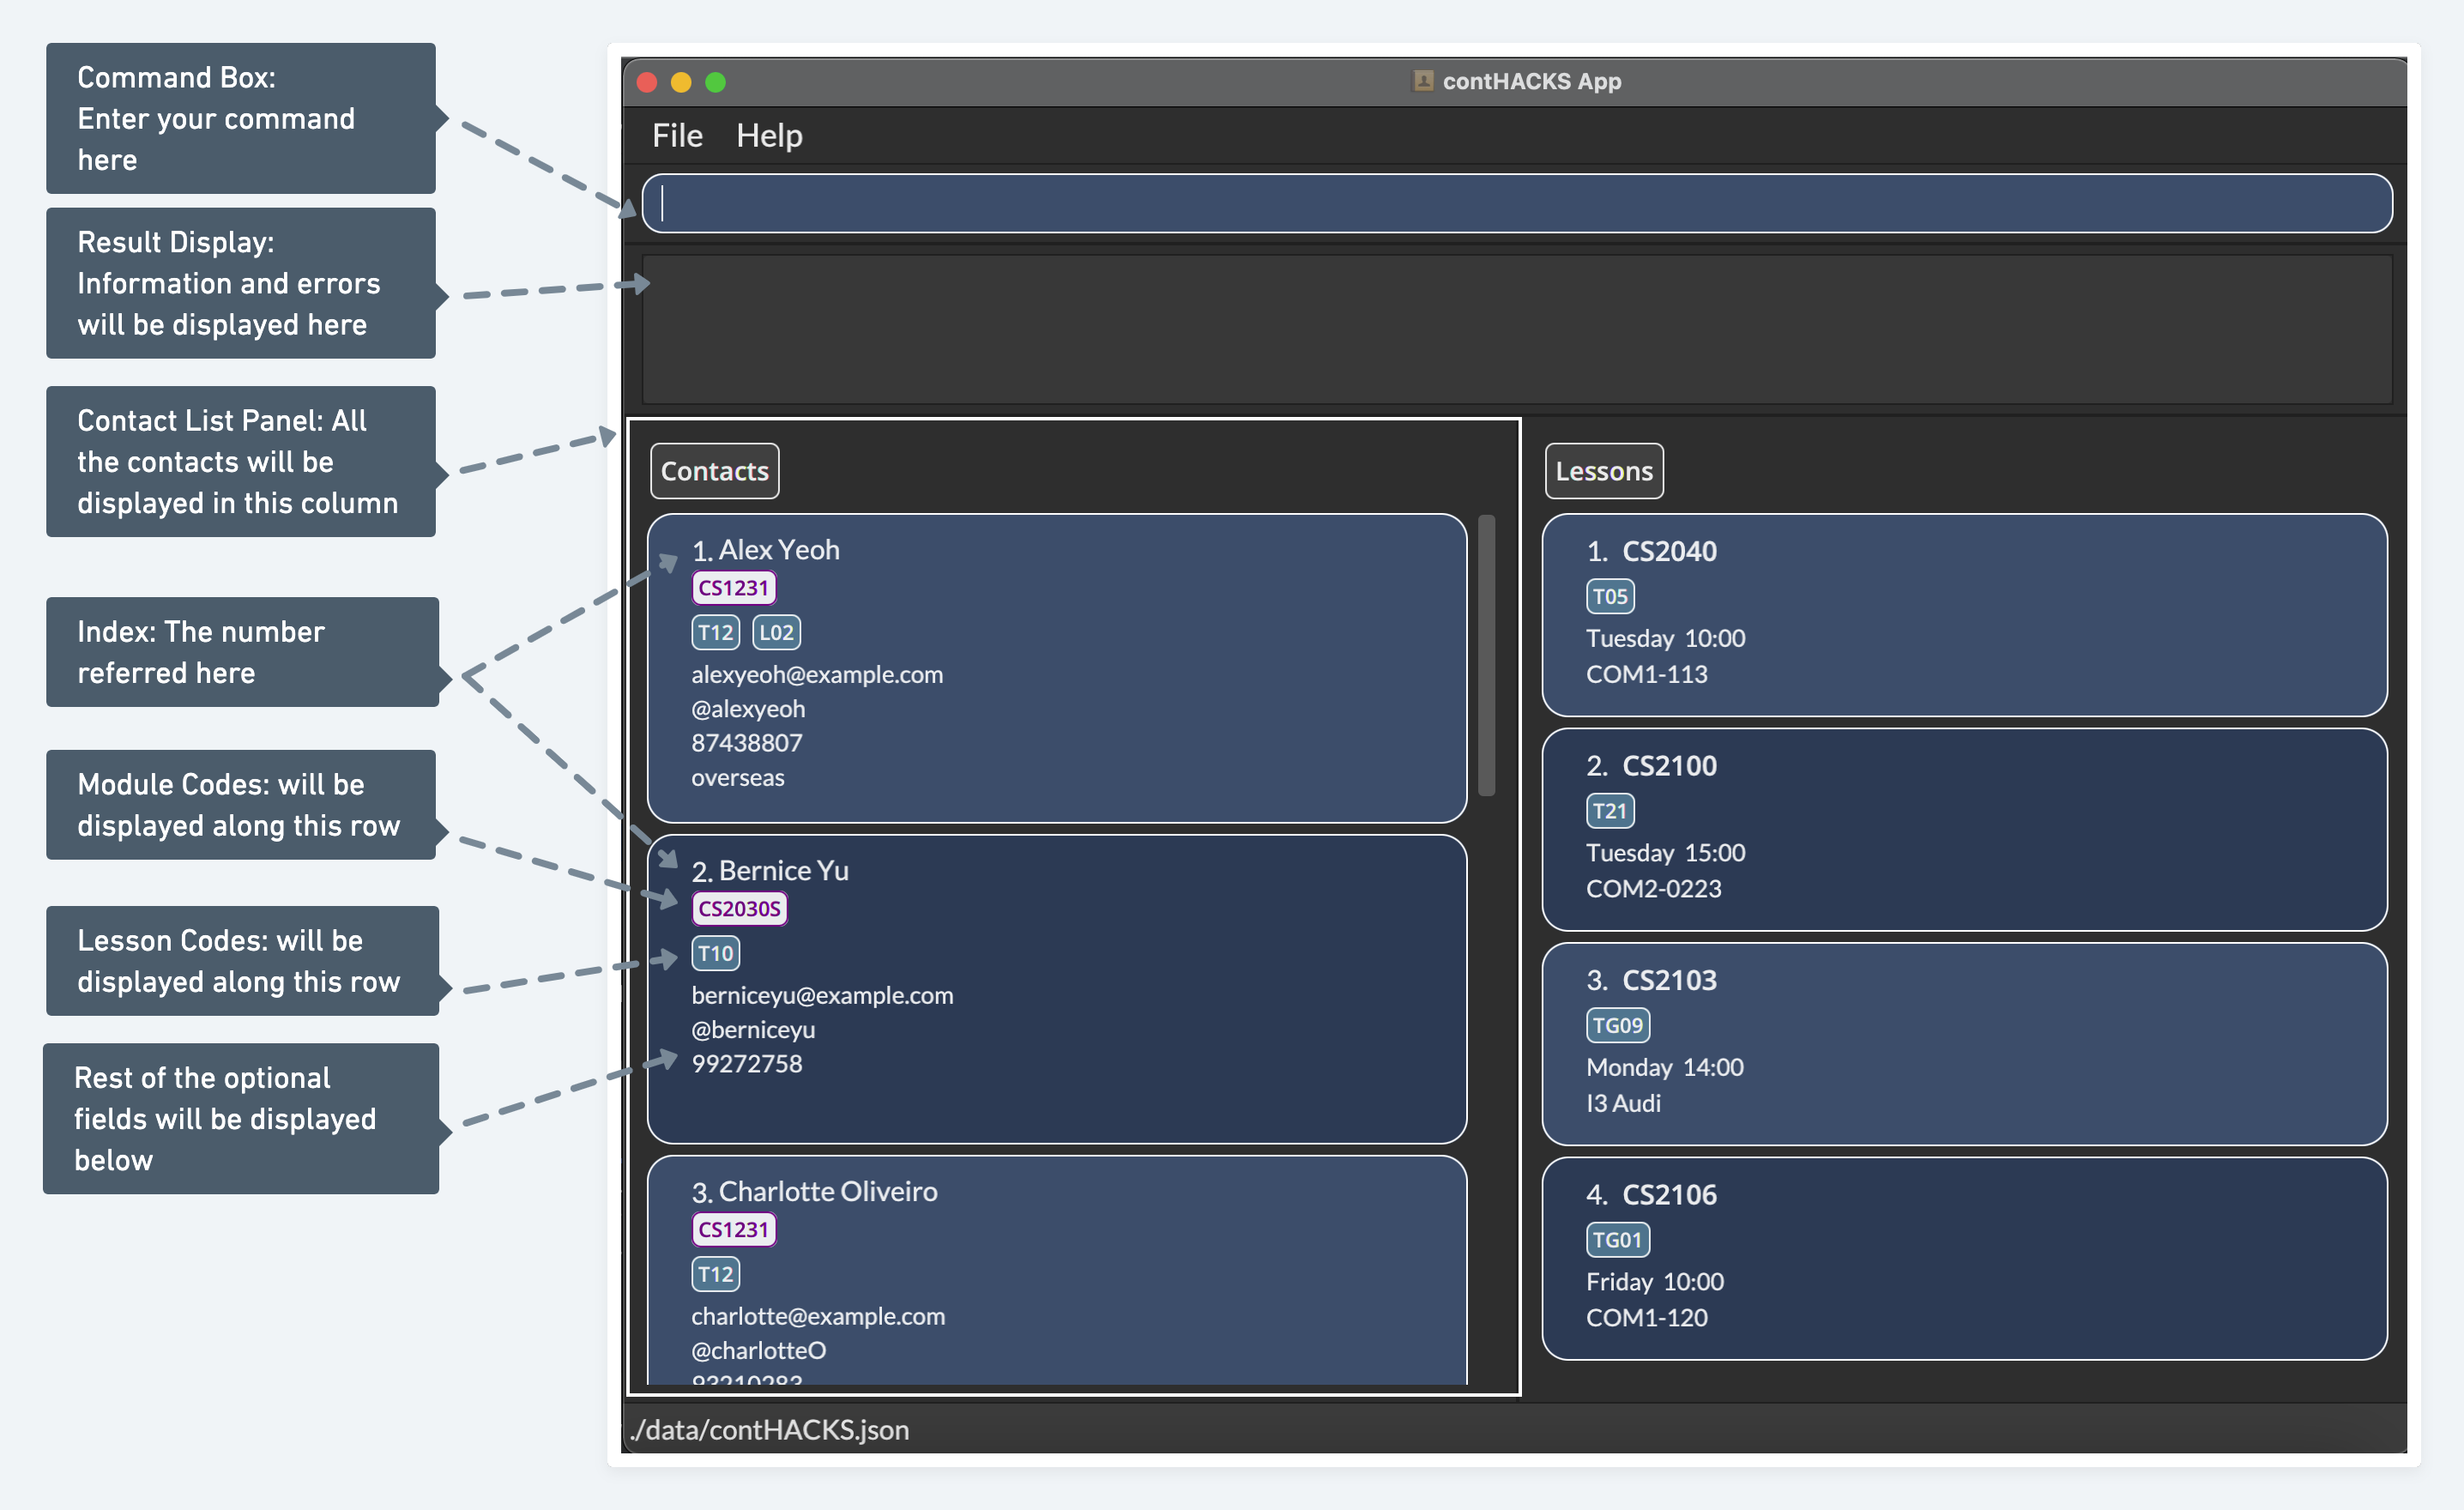 Command Box:
Enter your command
here
Result Display:
Information and errors
will be displayed here
Contact List Panel: All
the contacts will be
displayed in this column
Index: The number
referred here
Module Codes: will be
displayed along this row
Lesson Codes: will be
displayed along this row
Rest of the optional
fields will be displayed
below
contHACKS App
File Help
Contacts
1. Alex Yeoh
CS1231
T12 L02
alexyeoh@example.com
@alexyeoh
87438807
overseas
2. Bernice Yu
CS2030S
T10
berniceyu@example.com
@berniceyu
99272758
3. Charlotte Oliveiro
CS1231
T12
charlotte@example.com
@charlotteO
93210283
Lessons
1. CS2040
T05
Tuesday 10:00
COM1-113
2. CS2100
T21
Tuesday 15:00
COM2-0223
3. CS2103
TG09
Monday 14:00
I3 Audi
4. CS2106
TG01
Friday 10:00
COM1-120
./data/contHACKS.json